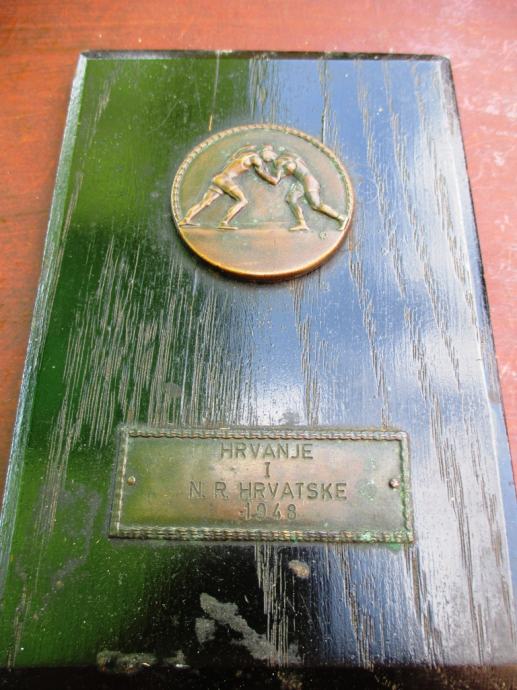 HRVANJE
I
N. R. HRVATSKE
1948